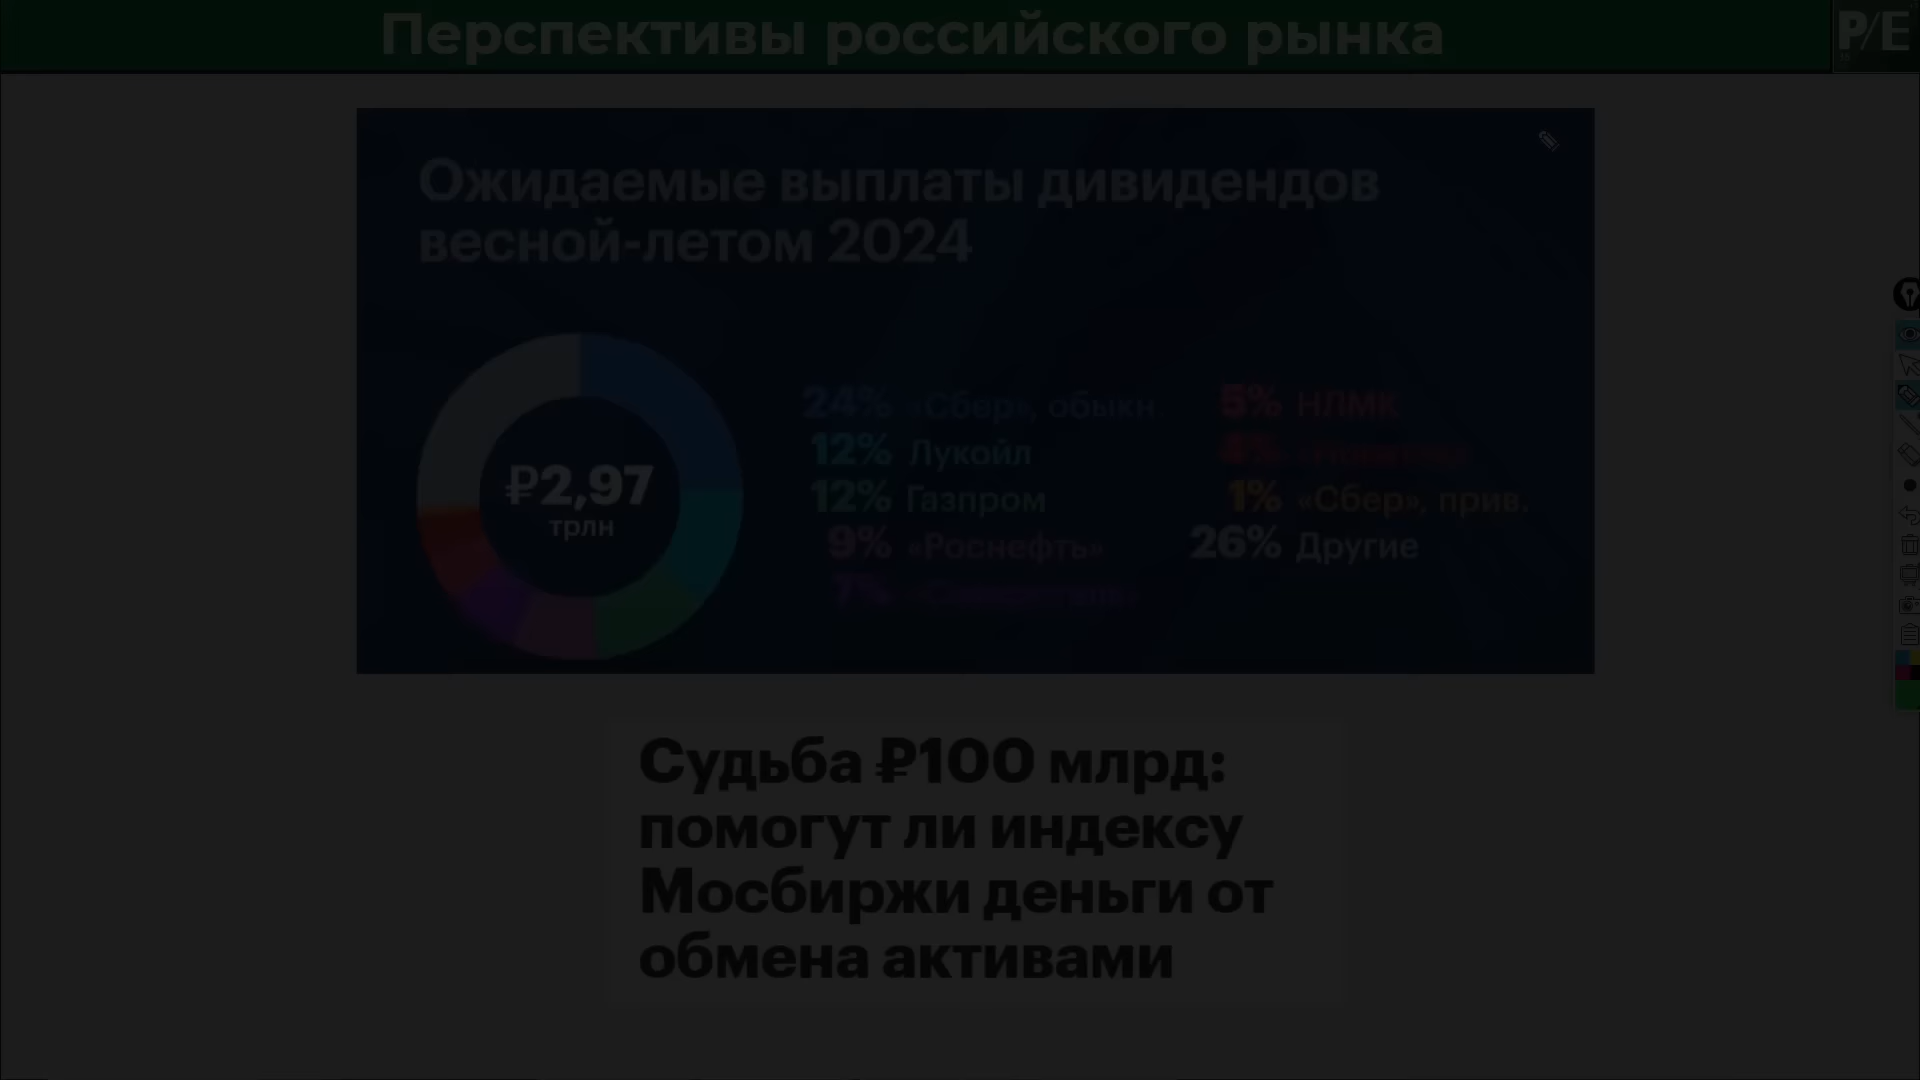 Перспективы российского рынка
P/E
Ожидаемые выплаты дивидендов
весной-летом 2024
₽2,97
трлн
24% «Сбер», обыкн.
12% Лукойл
12% Газпром
9% «Роснефть»
7%
5% НЛМК
4%
1% «Сбер», прив.
26% Другие
Судьба ₽100 млрд:
помогут ли индексу
Мосбиржи деньги от
обмена активами